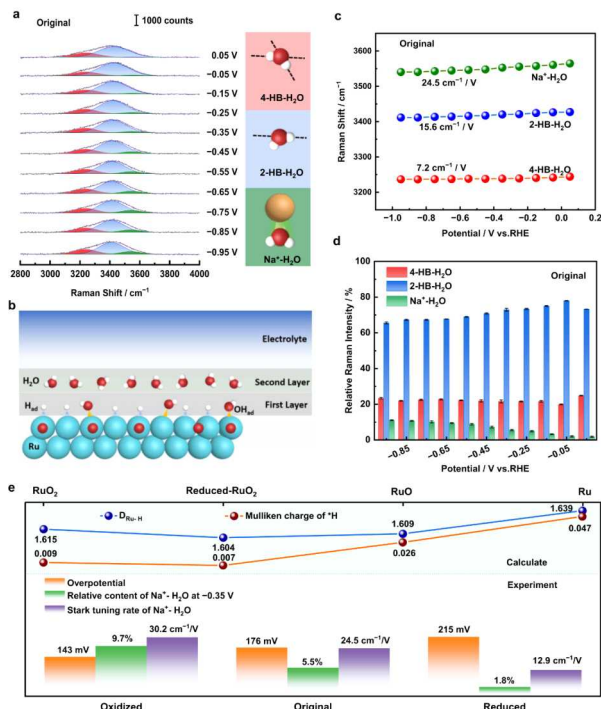 a
Original
1000 counts
0.05 V
−0.05 V
−0.15 V
−0.25 V
−0.35 V
−0.45 V
−0.55 V
−0.65 V
−0.75 V
−0.85 V
−0.95 V
2800 3000 3200 3400 3600 3800 4000
Raman Shift / cm⁻¹
4-HB-H₂O
2-HB-H₂O
Na⁺-H₂O
b
Electrolyte
H₂O
Second Layer
First Layer
H_ad
OH_ad
Ru
c
Original
3600
3550
3500
3450
3400
3350
3300
3250
3200
Raman Shift / cm⁻¹
Na⁺-H₂O
24.5 cm⁻¹ / V
15.6 cm⁻¹ / V
2-HB-H₂O
7.2 cm⁻¹ / V
4-HB-H₂O
−1.0 −0.8 −0.6 −0.4 −0.2 0.0 0.2
Potential / V vs.RHE
d
4-HB-H₂O
2-HB-H₂O
Na⁺-H₂O
Original
100
80
60
40
20
0
Relative Raman Intensity / %
−0.85 −0.65 −0.45 −0.25 −0.05
Potential / V vs.RHE
e
RuO₂ Reduced-RuO₂ RuO Ru
D_Ru- H
Mulliken charge of *H
1.615
0.009
1.604
0.007
1.609
0.026
1.639
0.047
Calculate
Experiment
Overpotential
Relative content of Na⁺- H₂O at −0.35 V
Stark tuning rate of Na⁺- H₂O
143 mV 9.7% 30.2 cm⁻¹/V
176 mV 5.5% 24.5 cm⁻¹/V
215 mV 1.8% 12.9 cm⁻¹/V
Oxidized Original Reduced